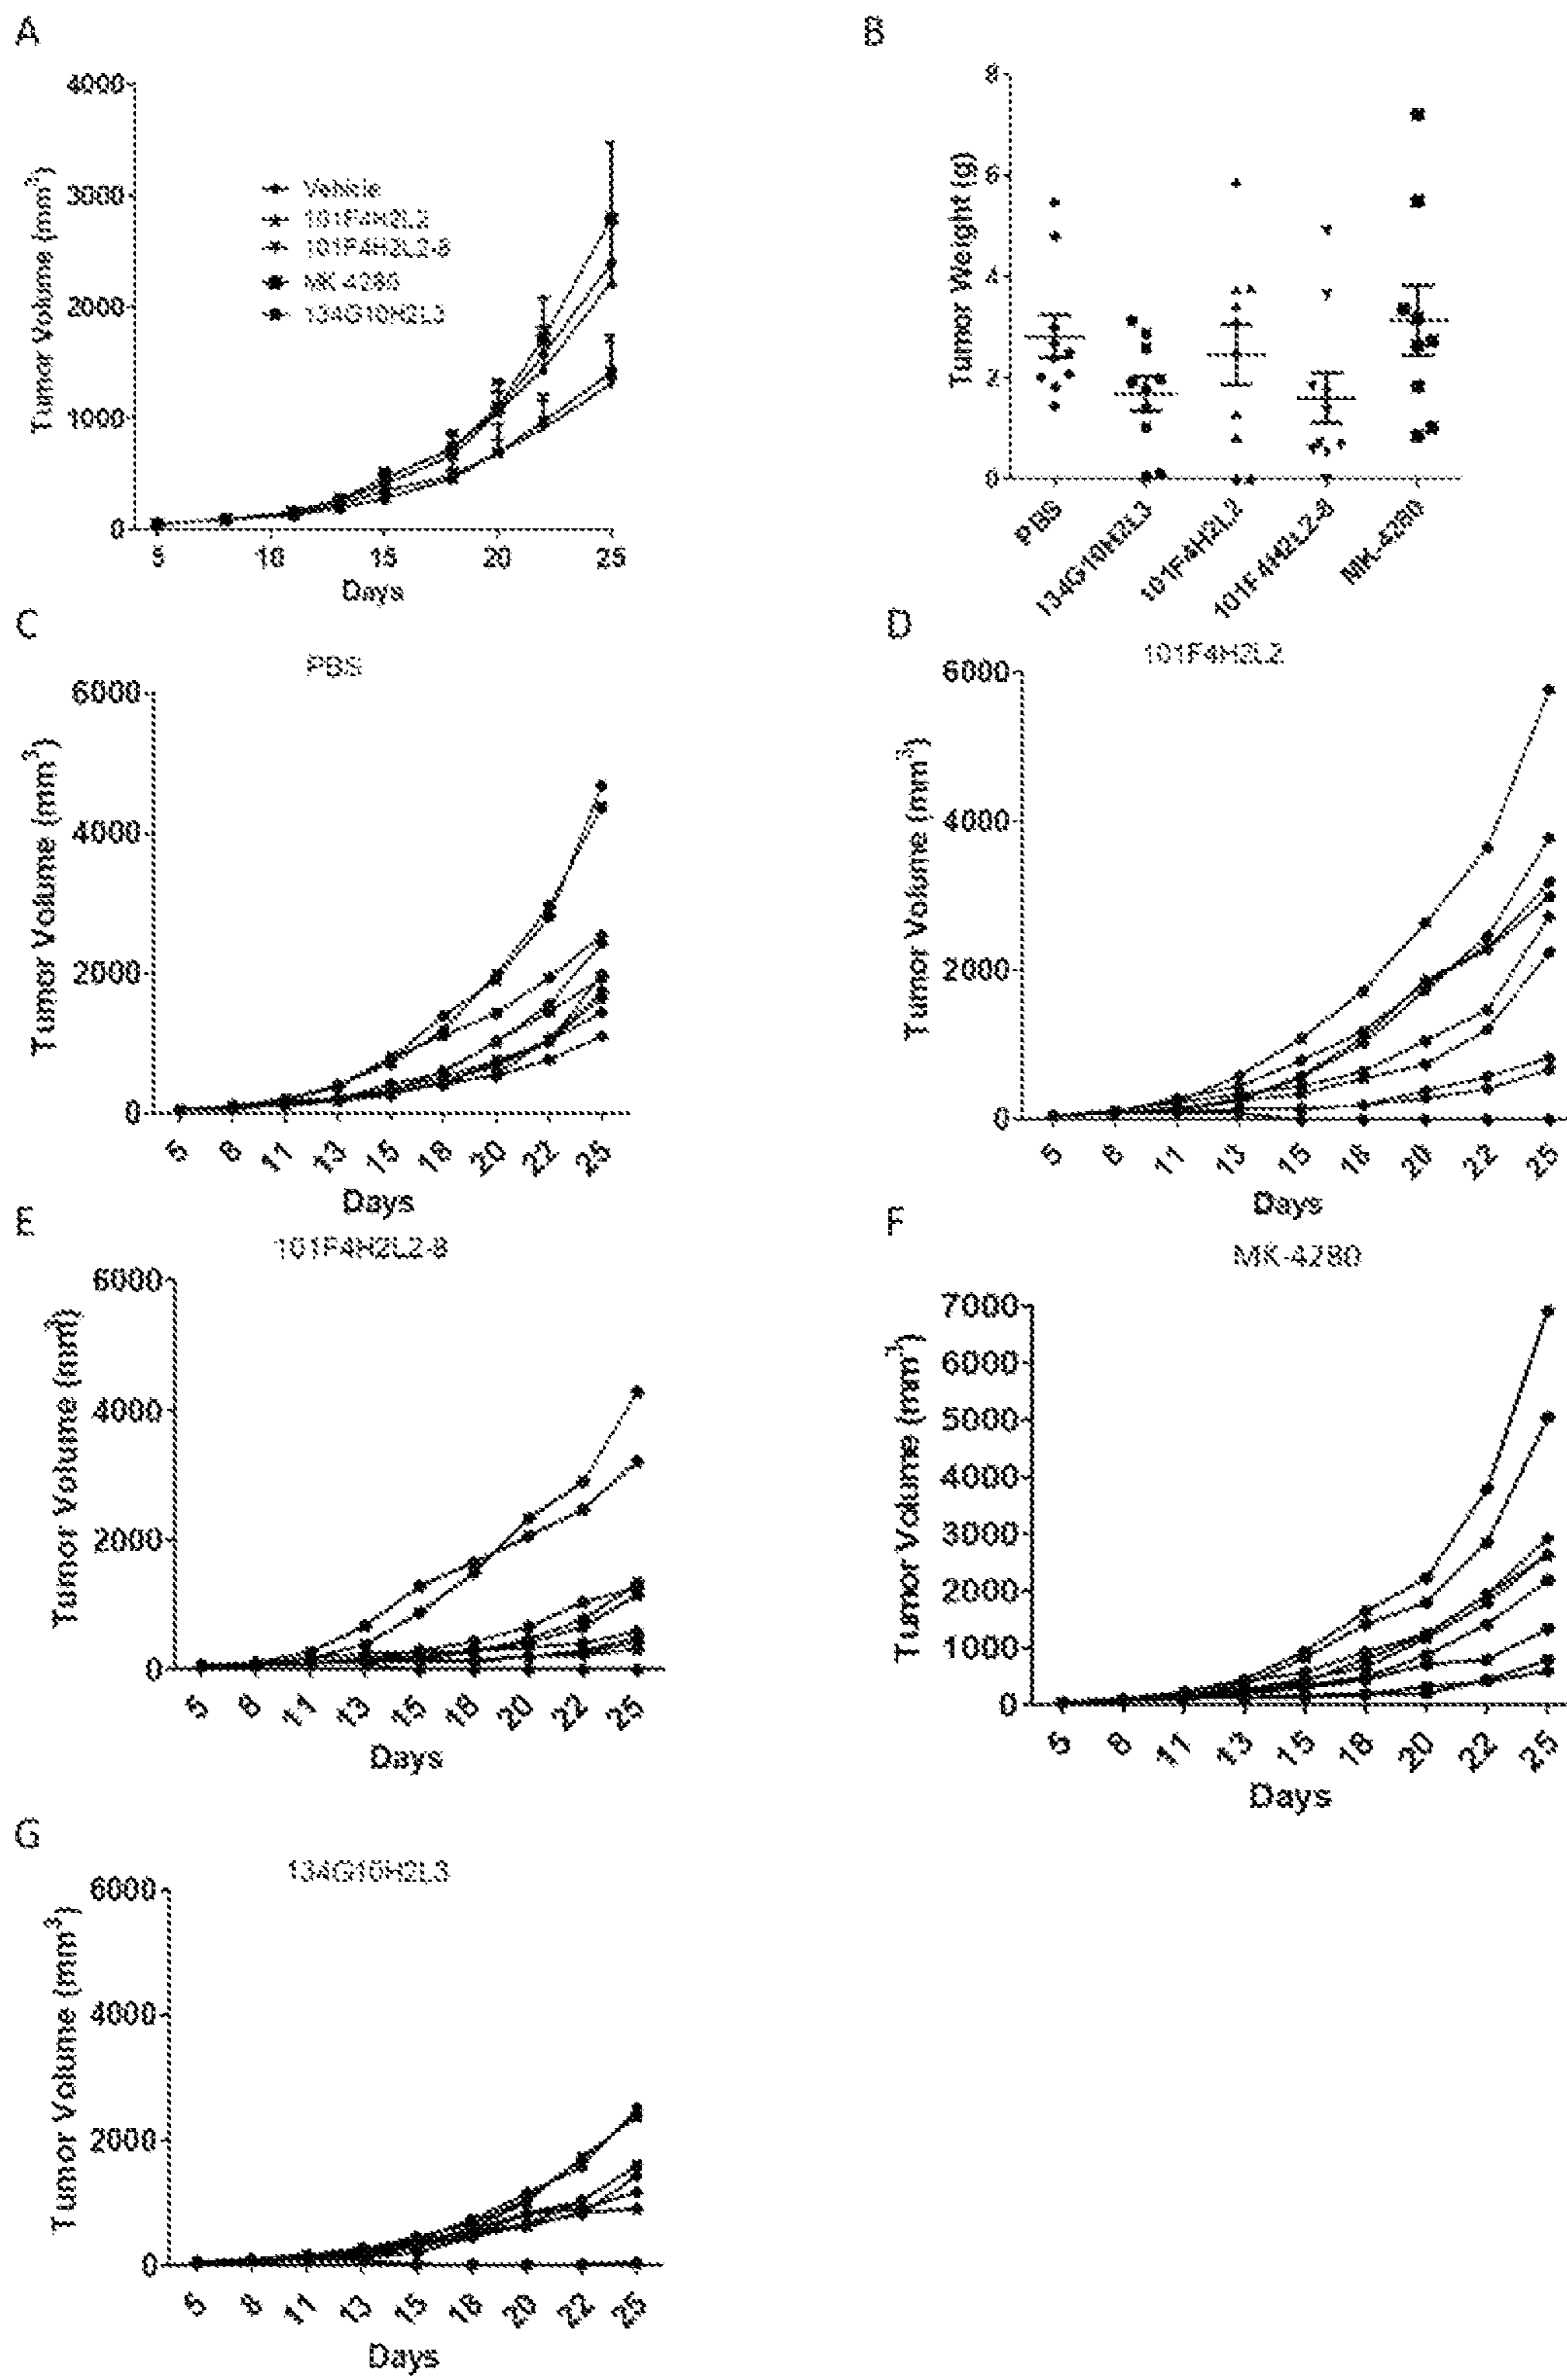 A
4000
3000
2000
1000
0
Tumor Volume (mm³)
Vehicle
101F4H2L2
101F4H2L2-8
MK-4280
134G10H2L3
5 10 15 20 25
Days
B
8
6
4
2
0
Tumor Weight (g)
PBS
134G10H2L3
101F4H2L2
101F4H2L2-8
MK-4280
C
PBS
6000
4000
2000
0
Tumor Volume (mm³)
5 8 11 13 15 18 20 22 25
Days
D
101F4H2L2
6000
4000
2000
0
Tumor Volume (mm³)
5 8 11 13 15 18 20 22 25
Days
E
101F4H2L2-8
6000
4000
2000
0
Tumor Volume (mm³)
5 8 11 13 15 18 20 22 25
Days
F
MK-4280
7000
6000
5000
4000
3000
2000
1000
0
Tumor Volume (mm³)
5 8 11 13 15 18 20 22 25
Days
G
134G10H2L3
6000
4000
2000
0
Tumor Volume (mm³)
5 8 11 13 15 18 20 22 25
Days